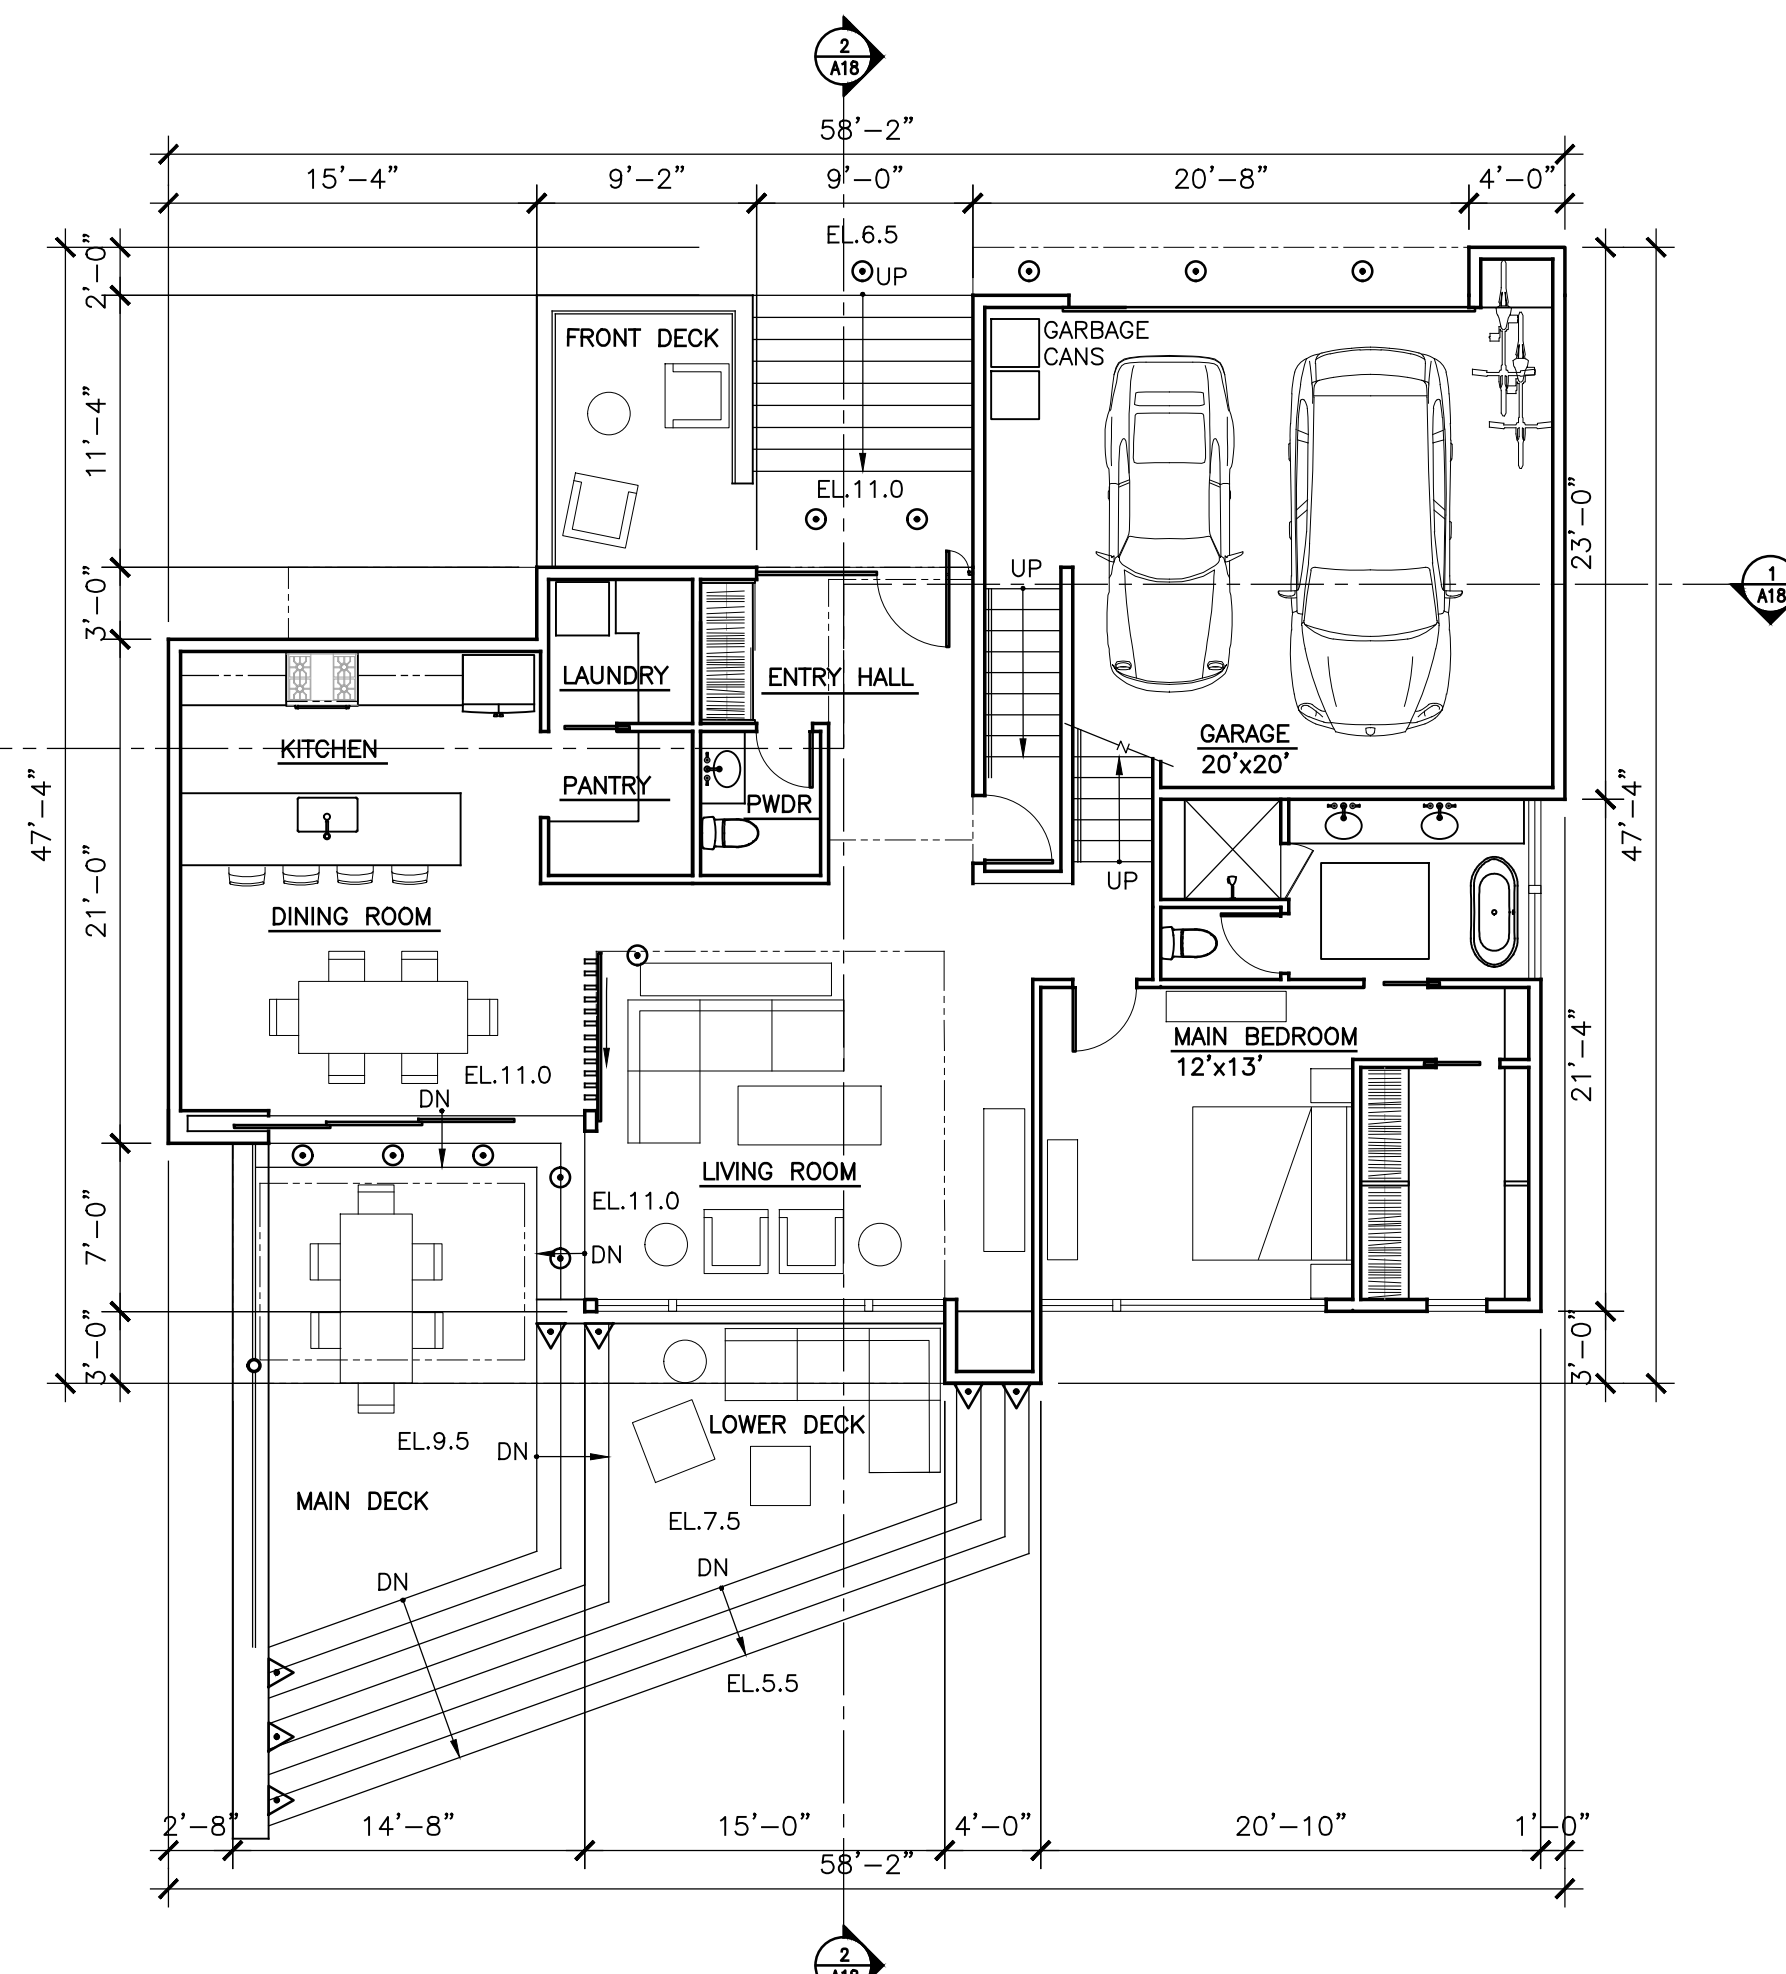 2
A18
58'-2"
15'-4"
9'-2"
9'-0"
20'-8"
4'-0"
EL.6.5
UP
2'-0"
FRONT DECK
GARBAGE
CANS
11'-4"
EL.11.0
23'-0"
UP
1
A18
3'-0"
LAUNDRY
ENTRY HALL
KITCHEN
GARAGE
20'x20'
PANTRY
PWDR
47'-4"
47'-4"
UP
21'-0"
DINING ROOM
MAIN BEDROOM
12'x13'
21'-4"
EL.11.0
DN
LIVING ROOM
EL.11.0
7'-0"
DN
3'-0"
3'-0"
LOWER DECK
EL.9.5
DN
MAIN DECK
EL.7.5
DN
DN
EL.5.5
2'-8"
14'-8"
15'-0"
4'-0"
20'-10"
1'-0"
58'-2"
2
A18